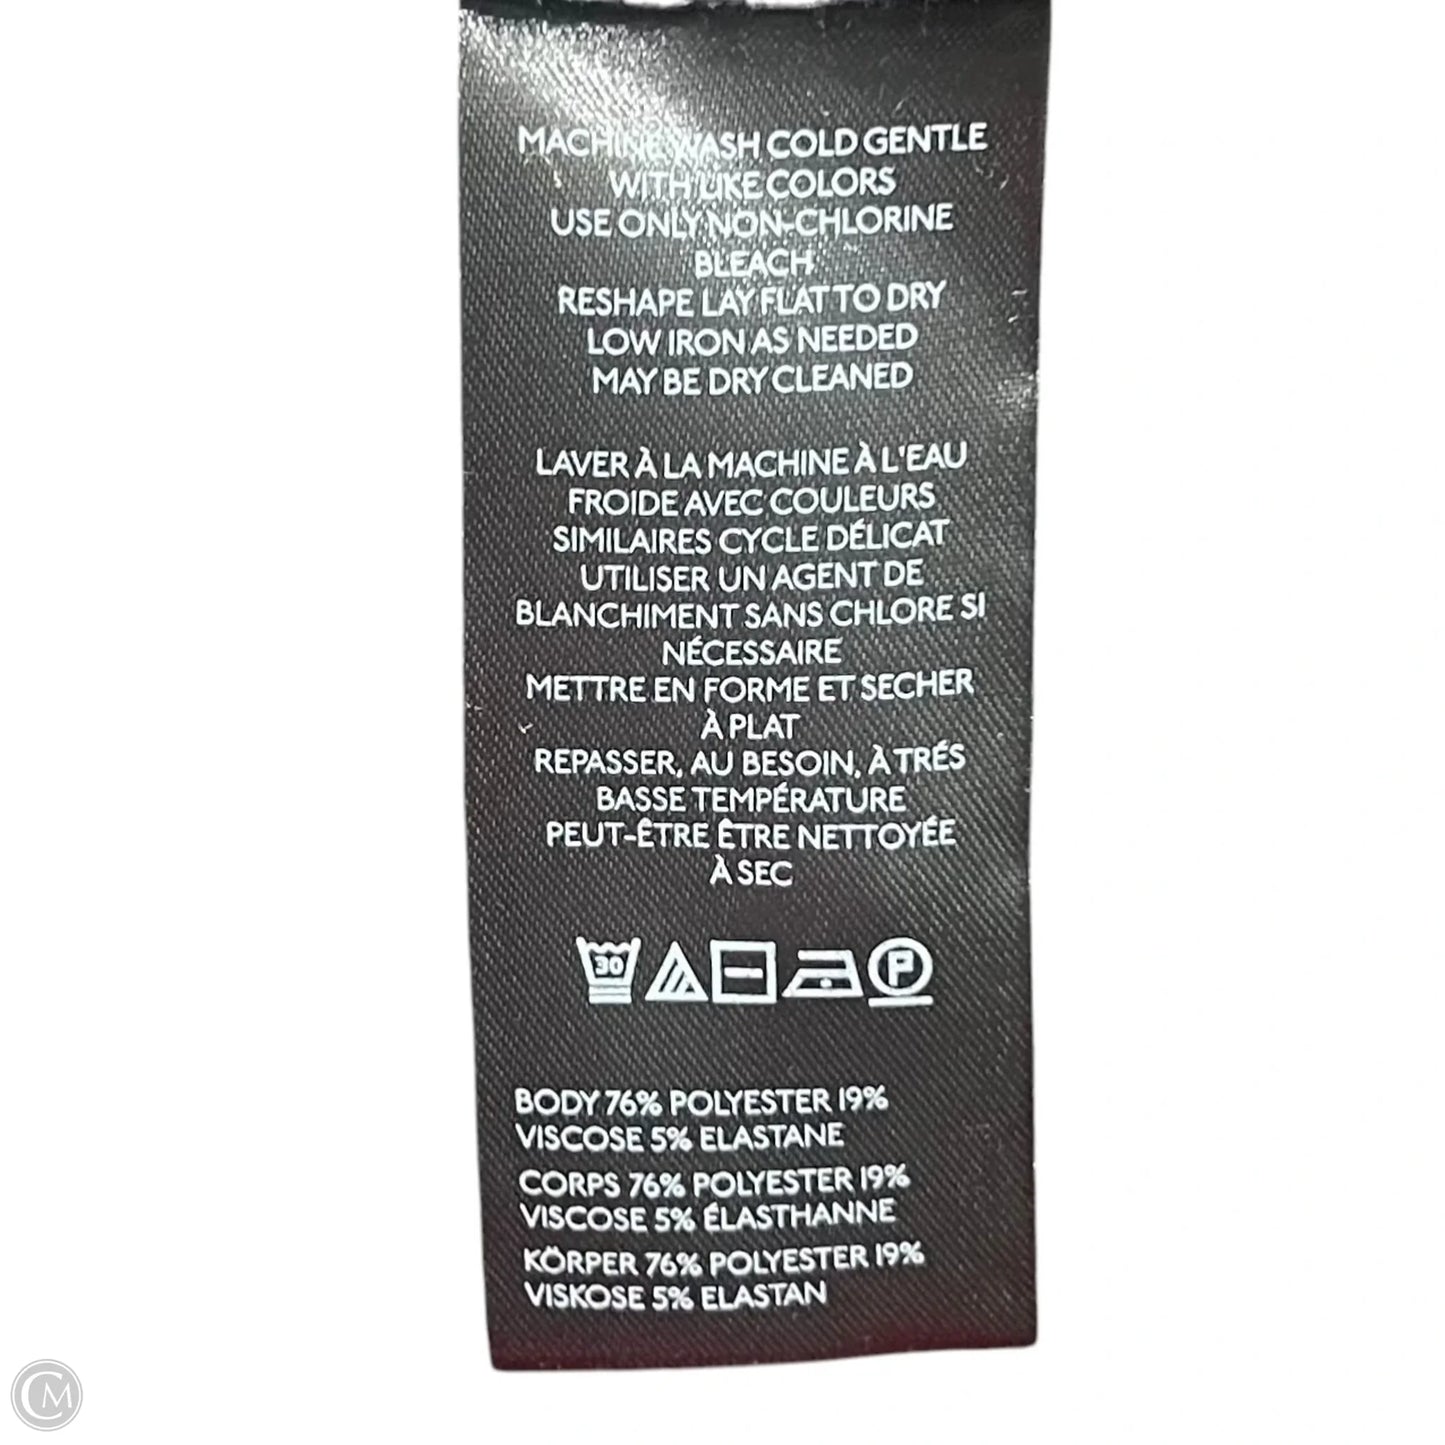 MACHINE WASH COLD GENTLE
WITH LIKE COLORS
USE ONLY NON-CHLORINE
BLEACH
RESHAPE LAY FLAT TO DRY
LOW IRON AS NEEDED
MAY BE DRY CLEANED
LAVER À LA MACHINE À L'EAU
FROIDE AVEC COULEURS
SIMILAIRES CYCLE DÉLICAT
UTILISER UN AGENT DE
BLANCHIMENT SANS CHLORE SI
NÉCESSAIRE
METTRE EN FORME ET SECHER
À PLAT
REPASSER, AU BESOIN, À TRÉS
BASSE TEMPÉRATURE
PEUT-ÊTRE ÊTRE NETTOYÉE
À SEC
30 P
BODY 76% POLYESTER 19%
VISCOSE 5% ELASTANE
CORPS 76% POLYESTER 19%
VISCOSE 5% ÉLASTHANNE
KÖRPER 76% POLYESTER 19%
VISKOSE 5% ELASTAN
CM